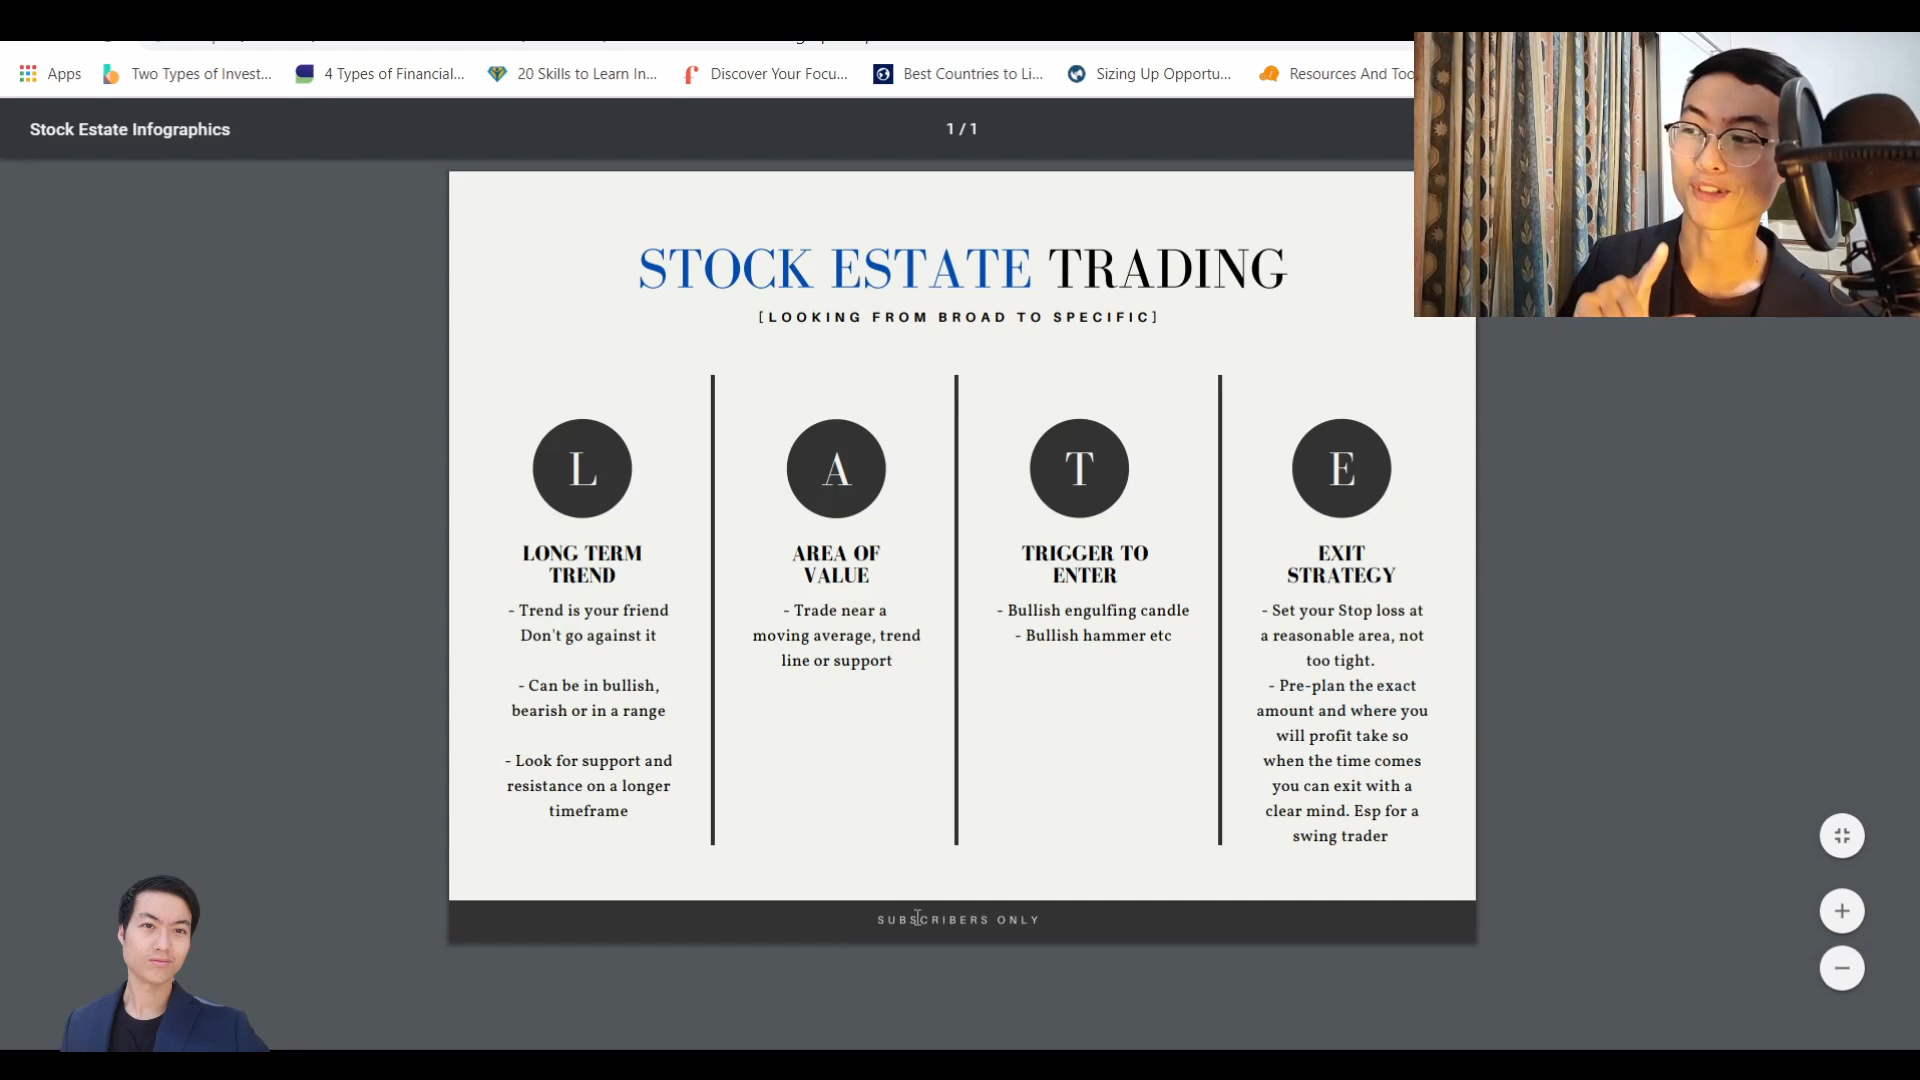 Apps
Two Types of Invest...
4 Types of Financial...
20 Skills to Learn In...
Discover Your Focu...
Best Countries to Li...
Sizing Up Opportu...
Resources And Too
Stock Estate Infographics
1 / 1
STOCK ESTATE TRADING
[LOOKING FROM BROAD TO SPECIFIC]
L
LONG TERM
TREND
- Trend is your friend
Don't go against it
- Can be in bullish,
bearish or in a range
- Look for support and
resistance on a longer
timeframe
A
AREA OF
VALUE
- Trade near a
moving average, trend
line or support
T
TRIGGER TO
ENTER
- Bullish engulfing candle
- Bullish hammer etc
E
EXIT
STRATEGY
- Set your Stop loss at
a reasonable area, not
too tight.
- Pre-plan the exact
amount and where you
will profit take so
when the time comes
you can exit with a
clear mind. Esp for a
swing trader
SUBSCRIBERS ONLY